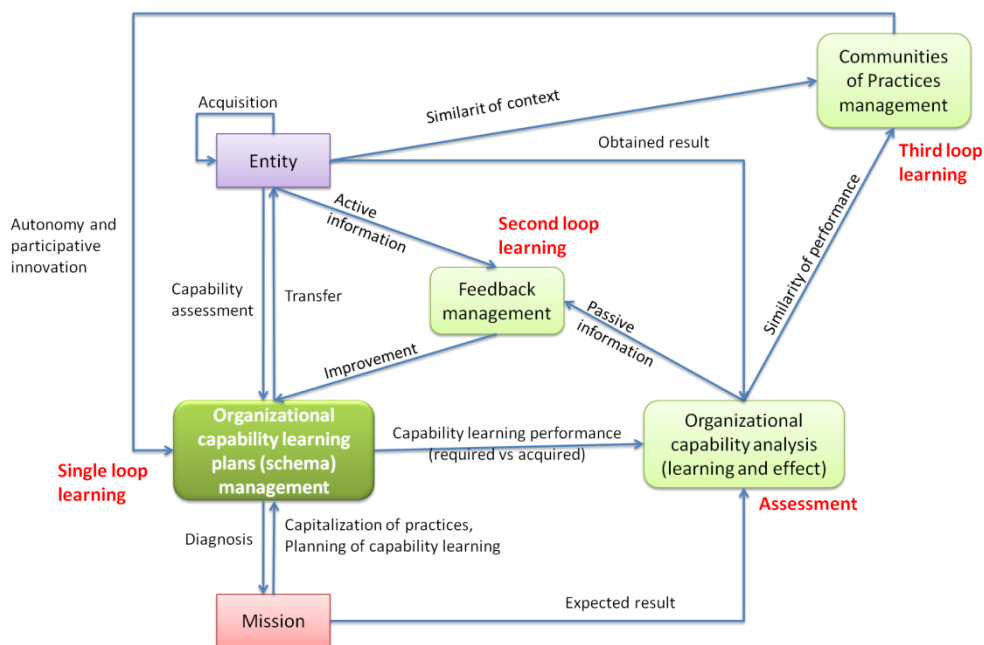 Communities
of Practices
management
Acquisition
Similarit of context
Obtained result
Entity
Third loop
learning
Active
information
Second loop
learning
Autonomy and
participative
innovation
Similarity of performance
Capability
assessment
Transfer
Feedback
management
Passive
information
Improvement
Organizational
capability learning
plans (schema)
management
Capability learning performance
(required vs acquired)
Organizational
capability analysis
(learning and effect)
Single loop
learning
Assessment
Diagnosis
Capitalization of practices,
Planning of capability learning
Expected result
Mission